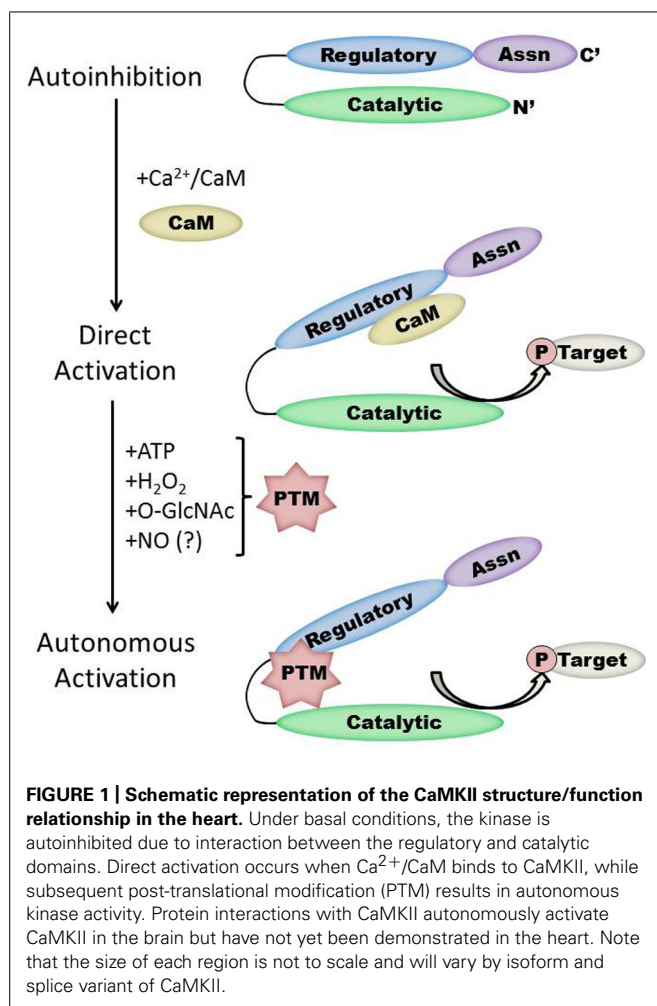 Autoinhibition
Regulatory
Assn
C'
Catalytic
N'
+Ca²⁺/CaM
CaM
Direct
Activation
Regulatory
Assn
CaM
Catalytic
P
Target
+ATP
+H₂O₂
+O-GlcNAc
+NO (?)
PTM
Autonomous
Activation
Regulatory
Assn
PTM
Catalytic
P
Target
FIGURE 1 | Schematic representation of the CaMKII structure/function
relationship in the heart. Under basal conditions, the kinase is
autoinhibited due to interaction between the regulatory and catalytic
domains. Direct activation occurs when Ca²⁺/CaM binds to CaMKII, while
subsequent post-translational modification (PTM) results in autonomous
kinase activity. Protein interactions with CaMKII autonomously activate
CaMKII in the brain but have not yet been demonstrated in the heart. Note
that the size of each region is not to scale and will vary by isoform and
splice variant of CaMKII.